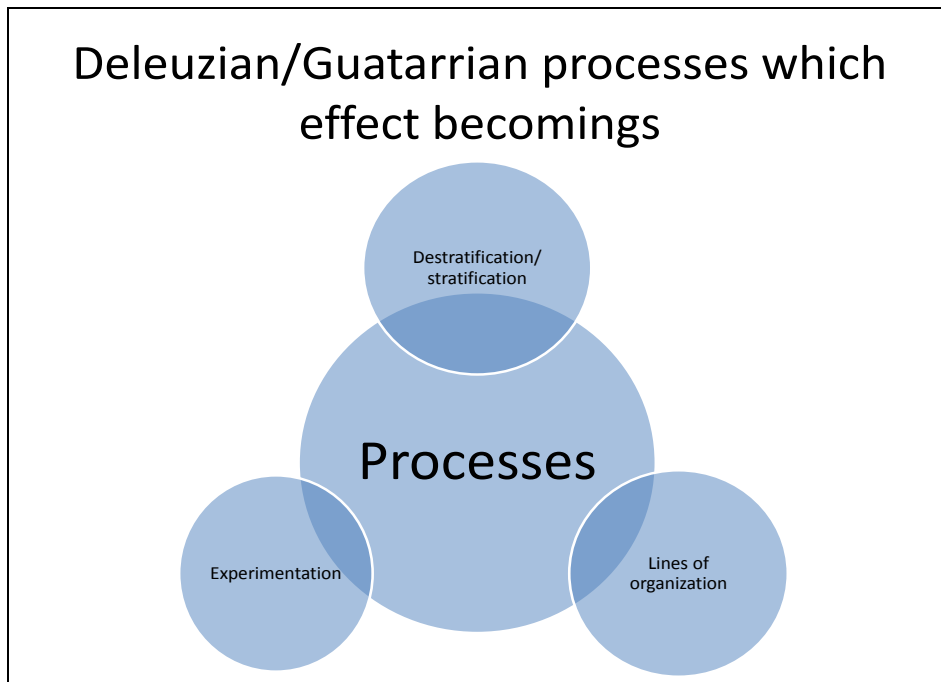 Deleuzian/Guatarrian processes which
effect becomings
Destratification/
stratification
Processes
Experimentation
Lines of
organization